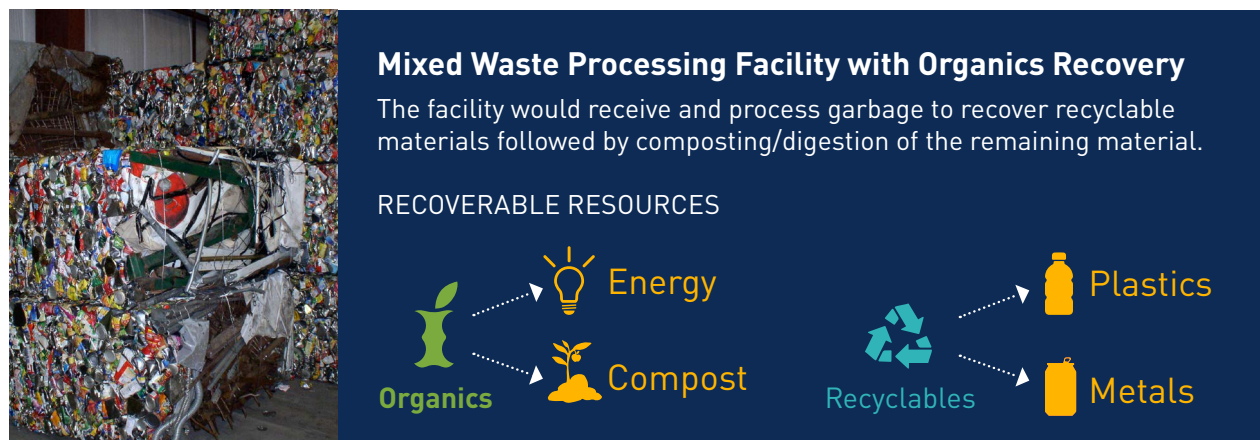 Mixed Waste Processing Facility with Organics Recovery
The facility would receive and process garbage to recover recyclable
materials followed by composting/digestion of the remaining material.
RECOVERABLE RESOURCES
Energy
Compost
Organics
Plastics
Metals
Recyclables